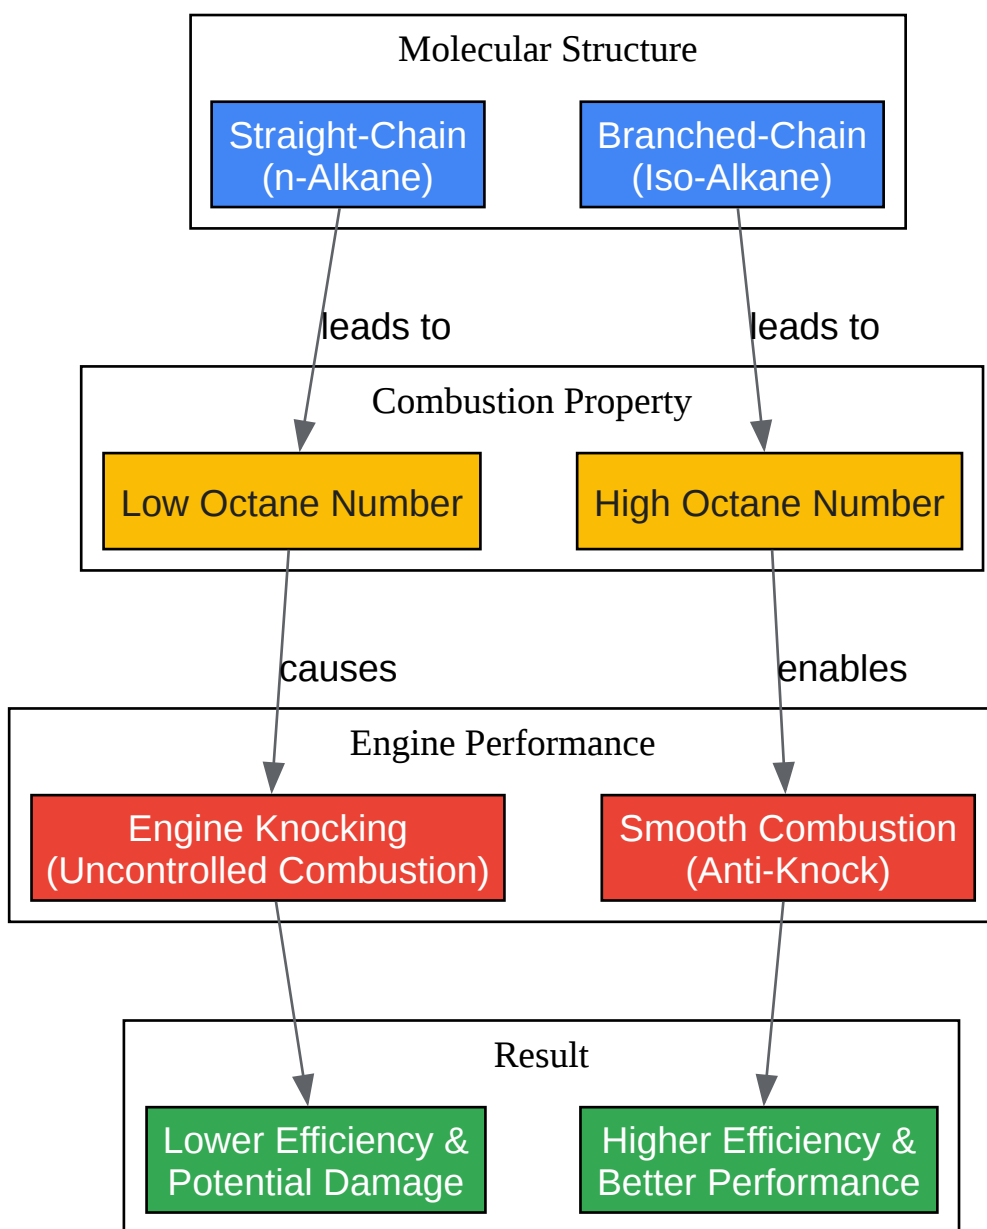 Molecular Structure
Straight-Chain
(n-Alkane)
Branched-Chain
(Iso-Alkane)
leads to
leads to
Combustion Property
Low Octane Number
High Octane Number
causes
enables
Engine Performance
Engine Knocking
(Uncontrolled Combustion)
Smooth Combustion
(Anti-Knock)
Result
Lower Efficiency &
Potential Damage
Higher Efficiency &
Better Performance